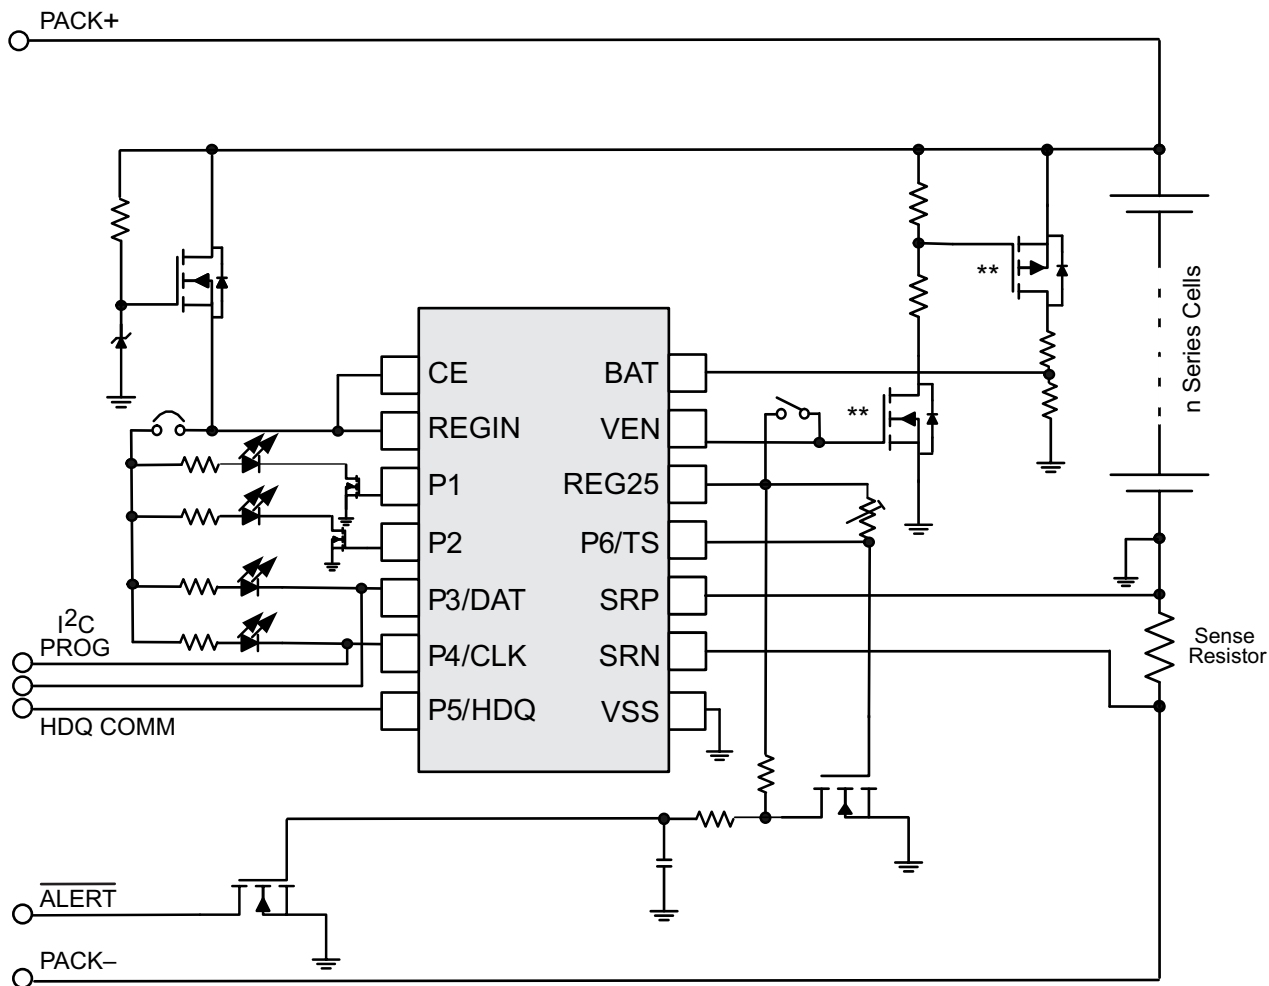 PACK+
**
n Series Cells
CE
BAT
**
REGIN
VEN
P1
REG25
P2
P6/TS
P3/DAT
SRP
I2C
PROG
P4/CLK
SRN
Sense
Resistor
P5/HDQ
VSS
HDQ COMM
ALERT
PACK–